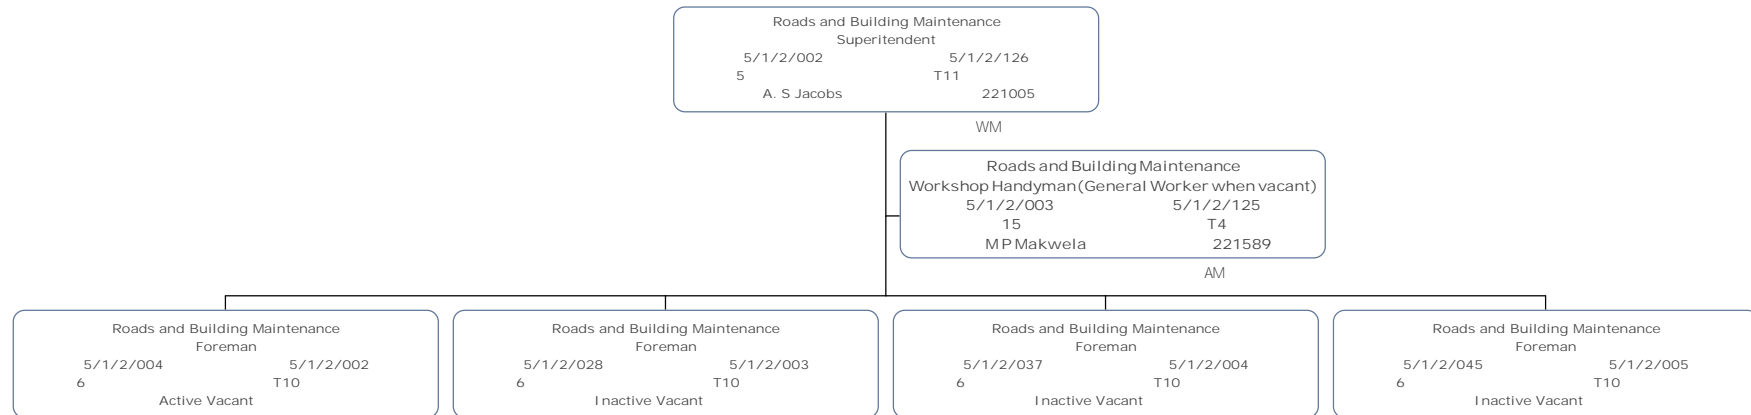 Roads and Building Maintenance
Superitendent
5/1/2/002 5/1/2/126
5 T11
A. S Jacobs 221005
WM
Roads and Building Maintenance
Workshop Handyman (General Worker when vacant)
5/1/2/003 5/1/2/125
15 T4
M P Makwela 221589
AM
Roads and Building Maintenance
Foreman
5/1/2/004 5/1/2/002
6 T10
Active Vacant
Roads and Building Maintenance
Foreman
5/1/2/028 5/1/2/003
6 T10
Inactive Vacant
Roads and Building Maintenance
Foreman
5/1/2/037 5/1/2/004
6 T10
Inactive Vacant
Roads and Building Maintenance
Foreman
5/1/2/045 5/1/2/005
6 T10
Inactive Vacant